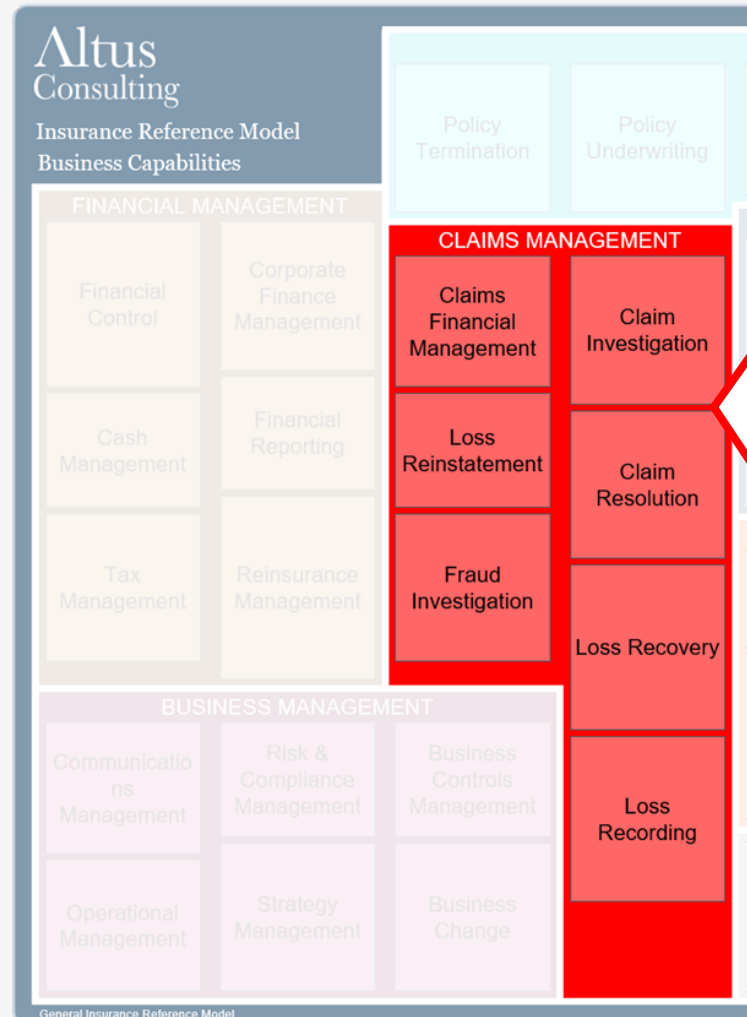 Altus
Consulting
Insurance Reference Model
Business Capabilities
Policy
Termination
Policy
Underwriting
FINANCIAL MANAGEMENT
Financial
Control
Corporate
Finance
Management
Cash
Management
Financial
Reporting
Tax
Management
Reinsurance
Management
CLAIMS MANAGEMENT
Claims
Financial
Management
Claim
Investigation
Loss
Reinstatement
Claim
Resolution
Fraud
Investigation
Loss Recovery
Loss
Recording
BUSINESS MANAGEMENT
Communicatio
ns
Management
Risk &
Compliance
Management
Business
Controls
Management
Operational
Management
Strategy
Management
Business
Change
General Insurance Reference Model